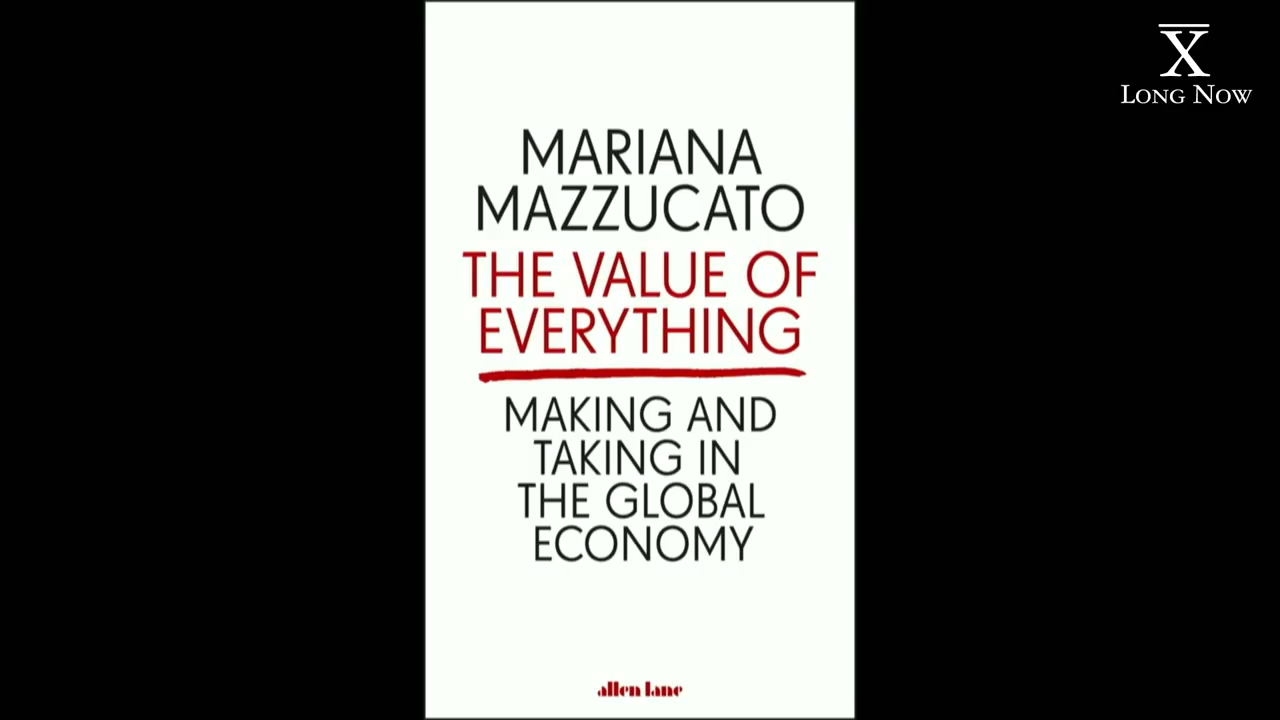 MARIANA
MAZZUCATO
THE VALUE OF
EVERYTHING
MAKING AND
TAKING IN
THE GLOBAL
ECONOMY
allen lane
X
LONG NOW